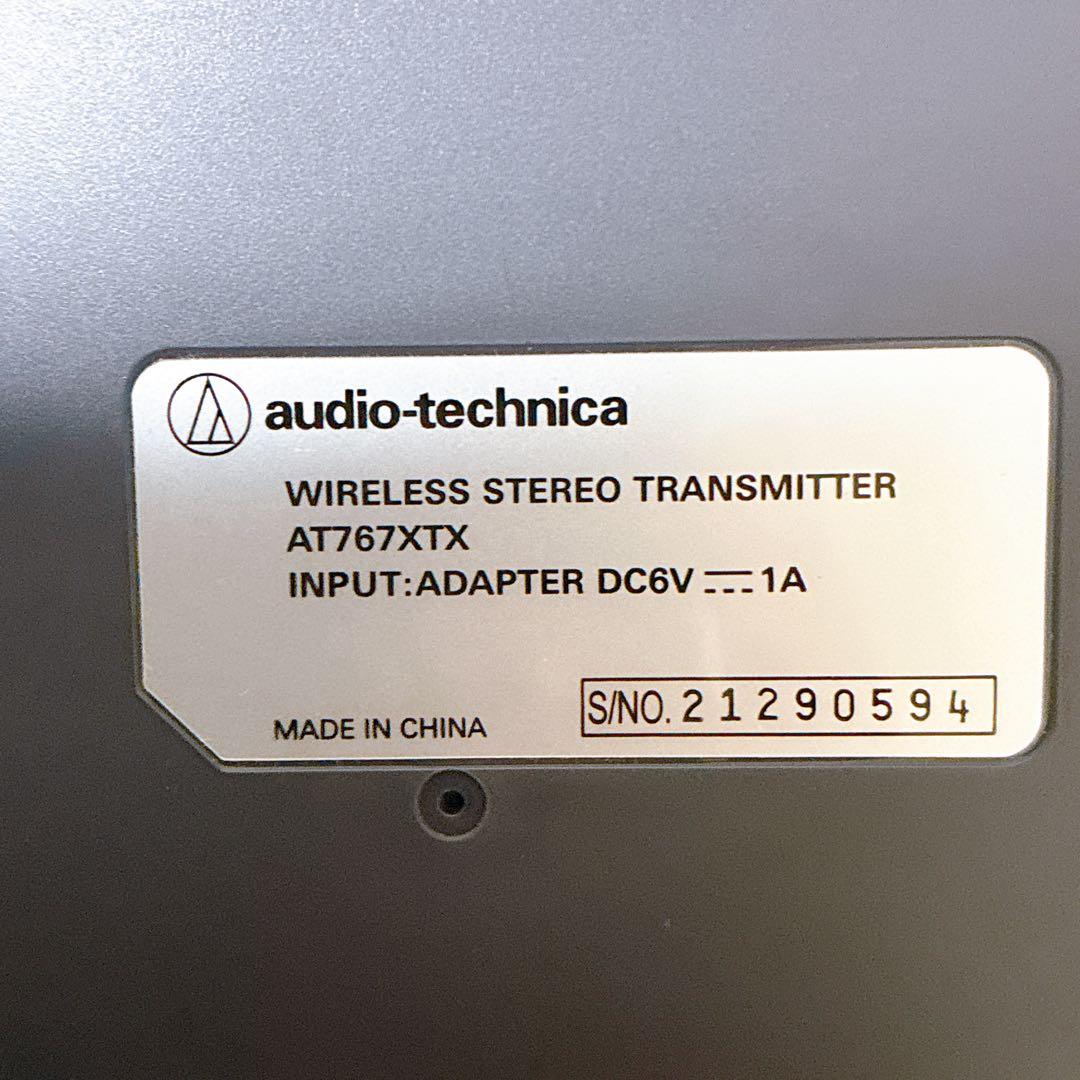 audio-technica
WIRELESS STEREO TRANSMITTER
AT767XTX
INPUT:ADAPTER DC6V ⎓ 1A
MADE IN CHINA
S/NO. 21290594